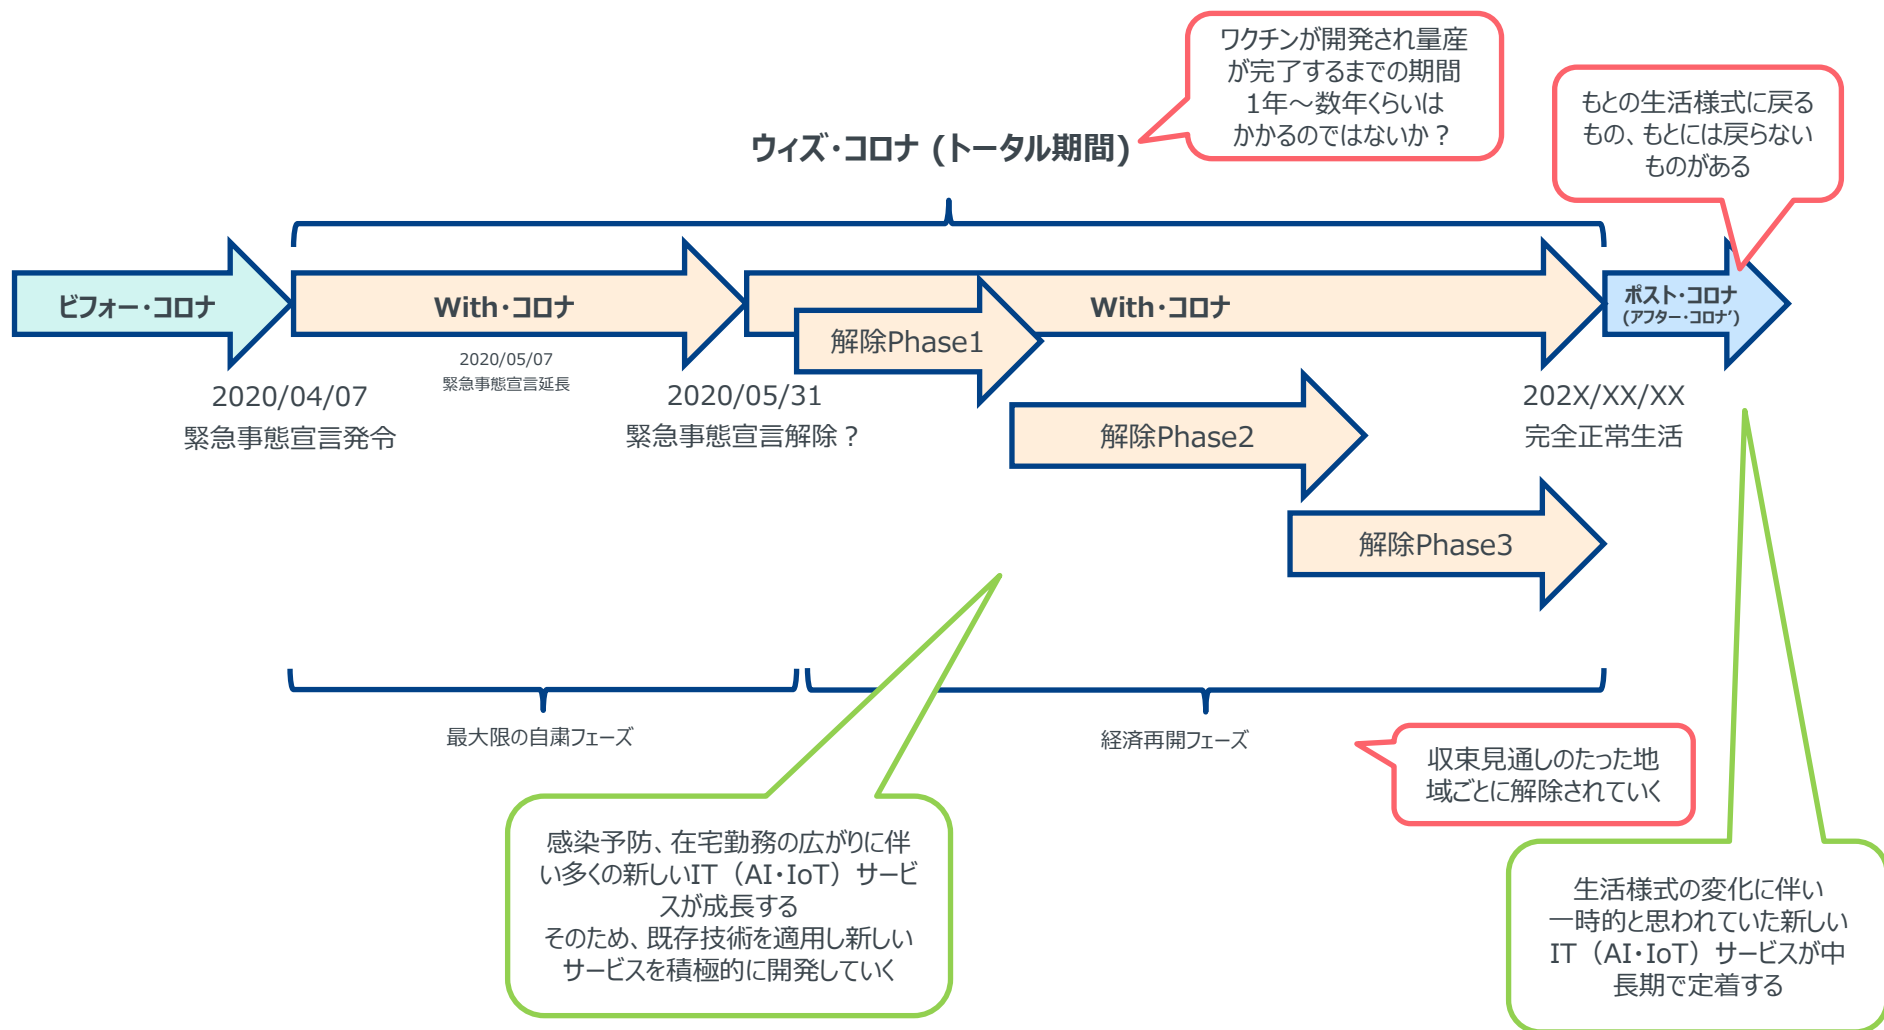 ワクチンが開発され量産
が完了するまでの期間
1年～数年くらいは
かかるのではないか？
もとの生活様式に戻る
もの、もとには戻らない
ものがある
ウィズ・コロナ (トータル期間)
ビフォー・コロナ
With・コロナ
With・コロナ
ポスト・コロナ
(アフター・コロナ’)
解除Phase1
2020/05/07
緊急事態宣言延長
2020/04/07
緊急事態宣言発令
2020/05/31
緊急事態宣言解除？
202X/XX/XX
完全正常生活
解除Phase2
解除Phase3
最大限の自粛フェーズ
経済再開フェーズ
収束見通しのたった地
域ごとに解除されていく
感染予防、在宅勤務の広がりに伴
い多くの新しいIT（AI・IoT）サービ
スが成長する
そのため、既存技術を適用し新しい
サービスを積極的に開発していく
生活様式の変化に伴い
一時的と思われていた新しい
IT（AI・IoT）サービスが中
長期で定着する